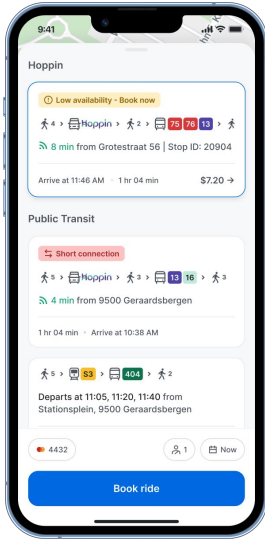 9:41
Hoppin
Low availability - Book now
4 > Hoppin > 2 > 75 76 13 >
8 min from Grotestraat 56 | Stop ID: 20904
Arrive at 11:46 AM · 1 hr 04 min $7.20 →
Public Transit
Short connection
5 > Hoppin > 3 > 13 16 > 3
4 min from 9500 Geraardsbergen
1 hr 04 min · Arrive at 10:38 AM
5 > S3 > 404 > 2
Departs at 11:05, 11:20, 11:40 from
Stationsplein, 9500 Geraardsbergen
4432 1 Now
Book ride